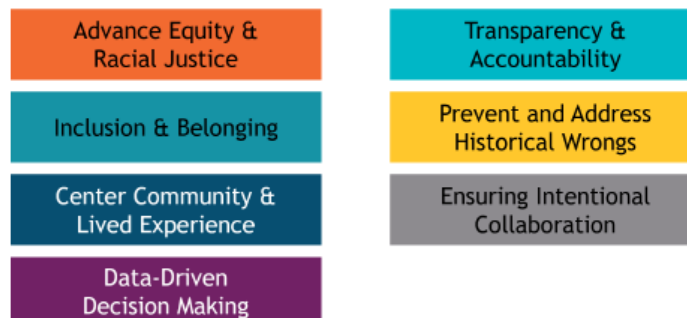 Advance Equity &
Racial Justice
Inclusion & Belonging
Center Community &
Lived Experience
Data-Driven
Decision Making
Transparency &
Accountability
Prevent and Address
Historical Wrongs
Ensuring Intentional
Collaboration